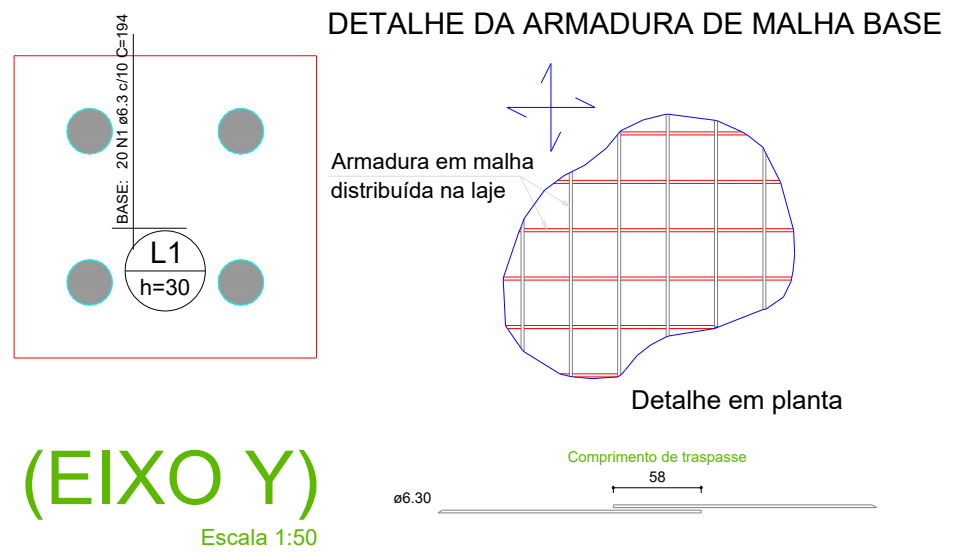 DETALHE DA ARMADURA DE MALHA BASE
BASE: 20 N1 ø6.3 c/10 C=194
L1
h=30
Armadura em malha
distribuída na laje
Detalhe em planta
(EIXO Y)
Escala 1:50
Comprimento de traspasse
58
ø6.30